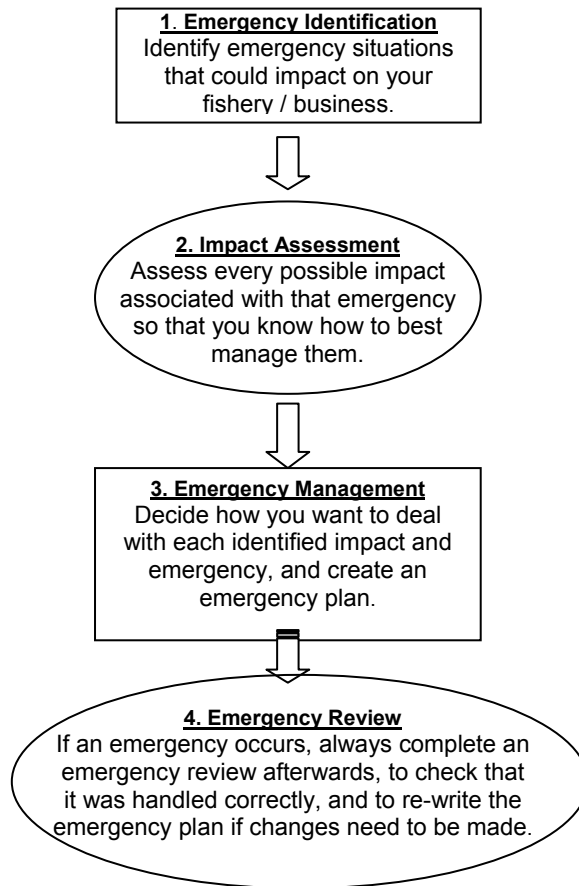 1. Emergency Identification
Identify emergency situations
that could impact on your
fishery / business.
2. Impact Assessment
Assess every possible impact
associated with that emergency
so that you know how to best
manage them.
3. Emergency Management
Decide how you want to deal
with each identified impact and
emergency, and create an
emergency plan.
4. Emergency Review
If an emergency occurs, always complete an
emergency review afterwards, to check that
it was handled correctly, and to re-write the
emergency plan if changes need to be made.